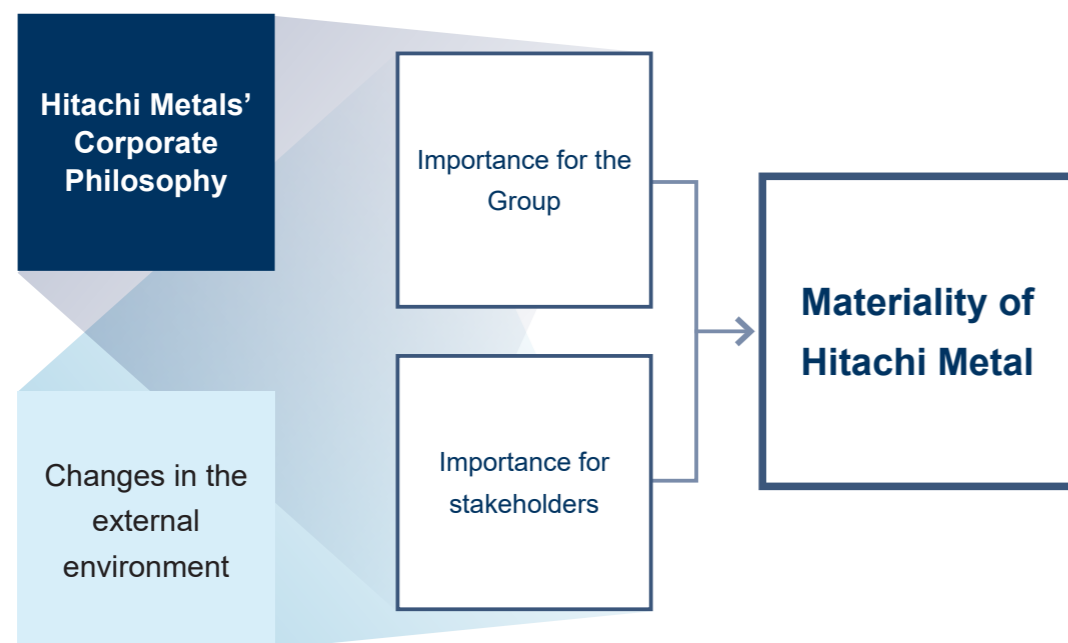 Hitachi Metals’
Corporate
Philosophy
Changes in the
external
environment
Importance for the
Group
Importance for
stakeholders
Materiality of
Hitachi Metal